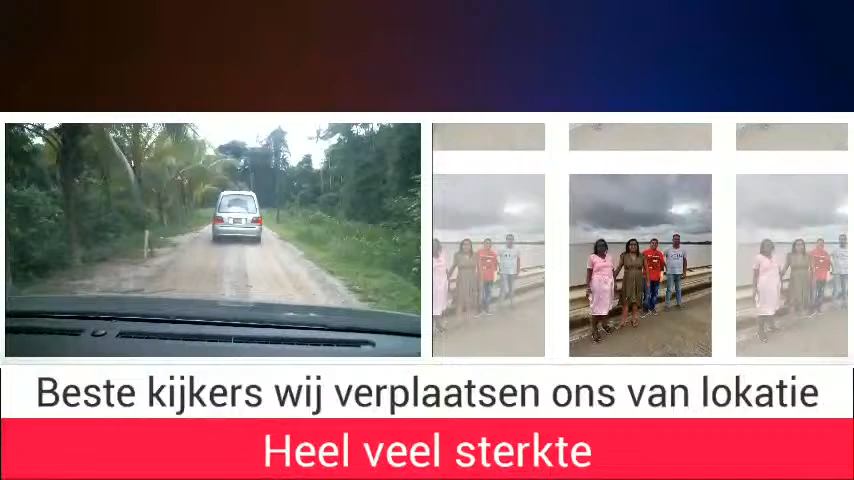 Beste kijkers wij verplaatsen ons van lokatie
Heel veel sterkte